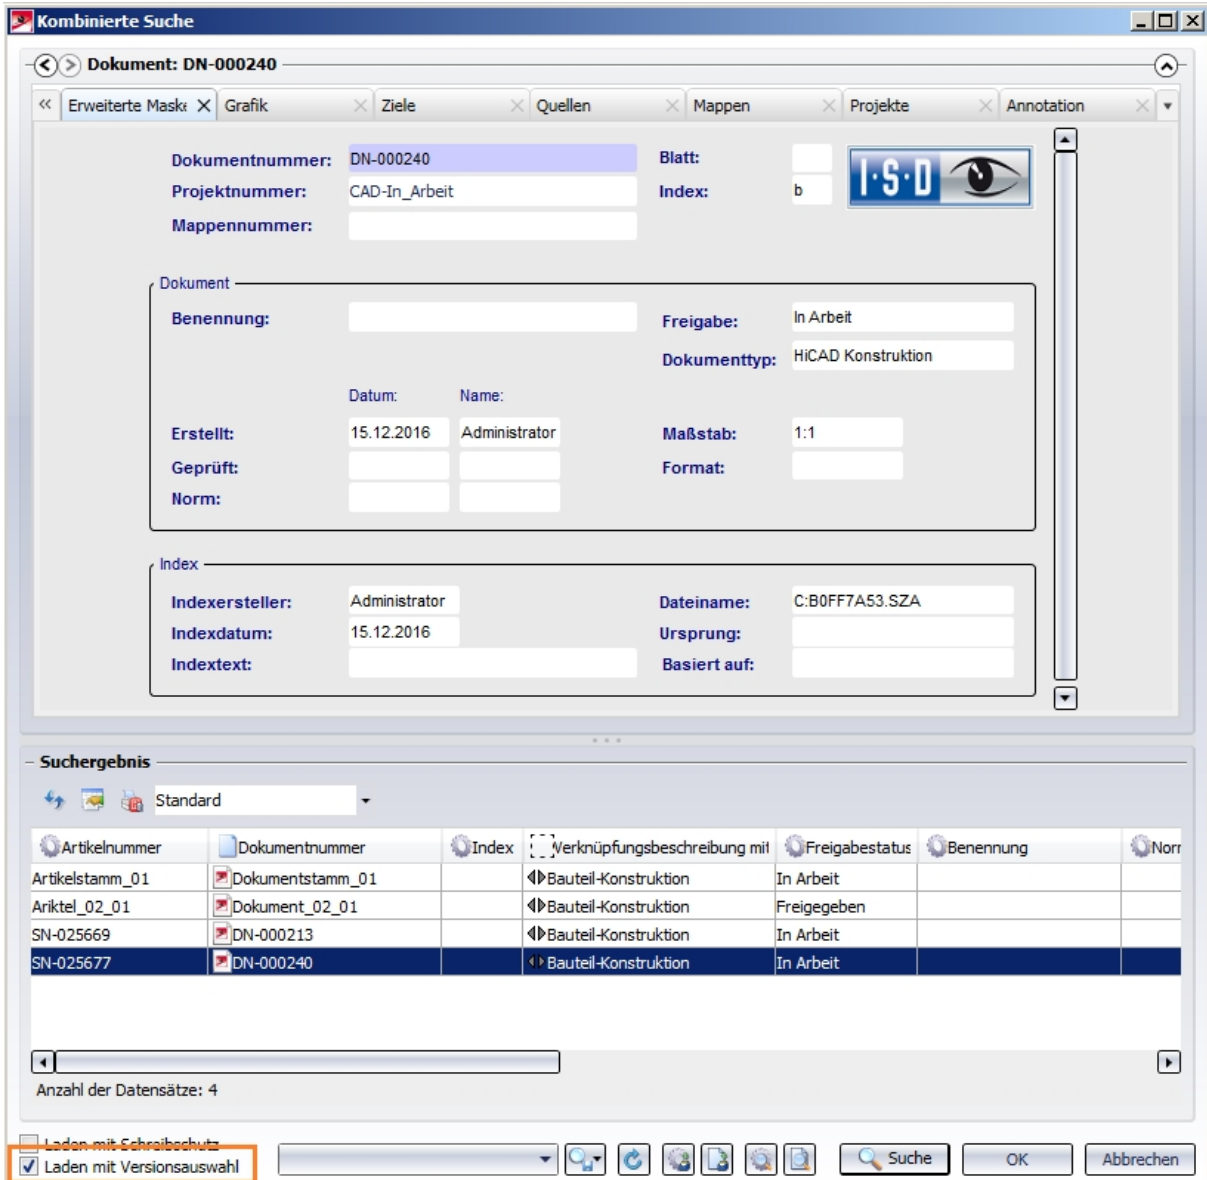 Kombinierte Suche
Dokument: DN-000240
Erweiterte Maske Grafik Ziele Quellen Mappen Projekte Annotation
Dokumentnummer: DN-000240 Blatt:
I·S·D
Projektnummer: CAD-In_Arbeit Index: b
Mappennummer:
Dokument
Benennung: Freigabe: In Arbeit
Dokumenttyp: HiCAD Konstruktion
Datum: Name:
Erstellt: 15.12.2016 Administrator Maßstab: 1:1
Geprüft: Format:
Norm:
Index
Indexersteller: Administrator Dateiname: C:B0FF7A53.SZA
Indexdatum: 15.12.2016 Ursprung:
Indextext: Basiert auf:
Suchergebnis
Standard
Artikelnummer Dokumentnummer Index Verknüpfungsbeschreibung mit Freigabestatus Benennung Norr
Artikelstamm_01 Dokumentstamm_01 Bauteil-Konstruktion In Arbeit
Ariktel_02_01 Dokument_02_01 Bauteil-Konstruktion Freigegeben
SN-025669 DN-000213 Bauteil-Konstruktion In Arbeit
SN-025677 DN-000240 Bauteil-Konstruktion In Arbeit
Anzahl der Datensätze: 4
Laden mit Schreibschutz
Laden mit Versionsauswahl Suche OK Abbrechen